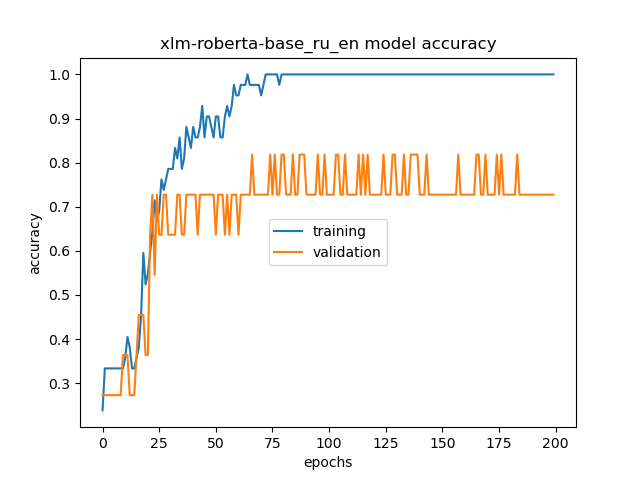 xlm-roberta-base_ru_en model accuracy
1.0
0.9
0.8
0.7
0.6
0.5
0.4
0.3
accuracy
training
validation
0 25 50 75 100 125 150 175 200
epochs